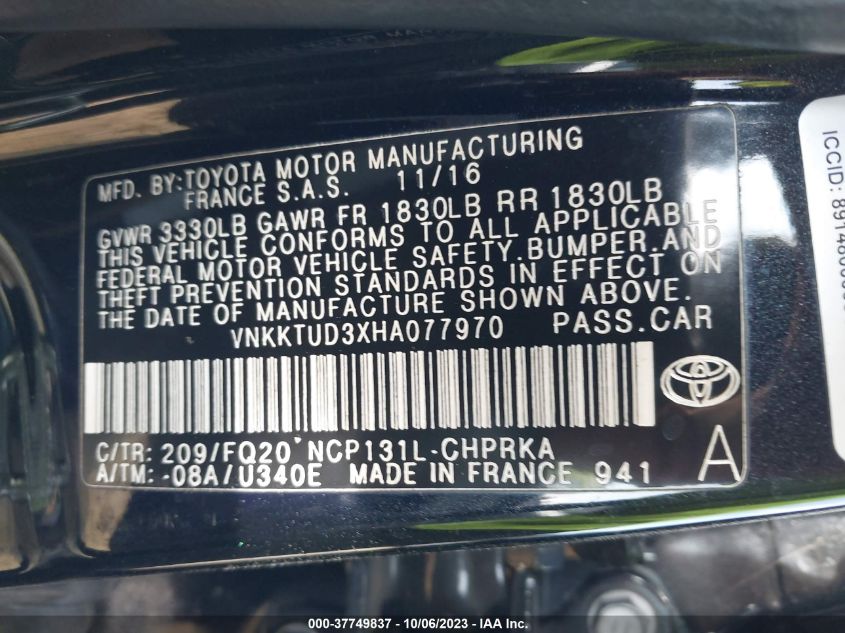 MFD. BY:TOYOTA MOTOR MANUFACTURING
FRANCE S.A.S. 11/16
GVWR 3330LB GAWR FR 1830LB RR 1830LB
THIS VEHICLE CONFORMS TO ALL APPLICABLE
FEDERAL MOTOR VEHICLE SAFETY.BUMPER.AND
THEFT PREVENTION STANDARDS IN EFFECT ON
THE DATE OF MANUFACTURE SHOWN ABOVE.
VNKKTUD3XHA077970 PASS.CAR
C/TR: 209/FQ20 NCP131L-CHPRKA
A/TM: -08A/U340E MADE IN FRANCE 941
A
ICCID:
000-37749837 - 10/06/2023 - IAAI.com